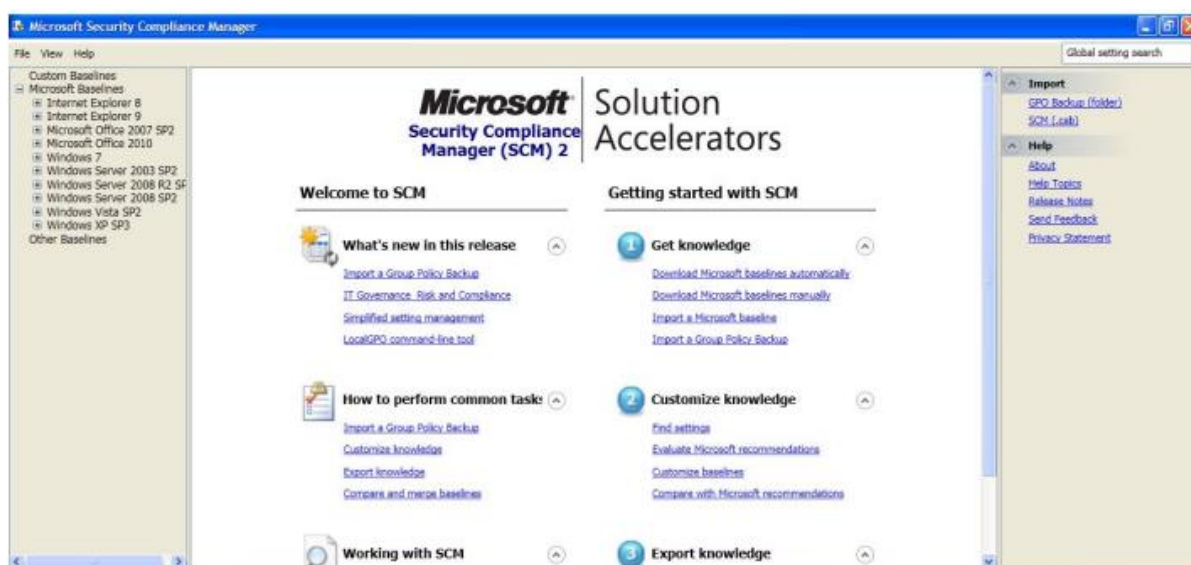 Microsoft Security Compliance Manager
File View Help
Global setting search
Custom Baselines
Microsoft Baselines
Internet Explorer 8
Internet Explorer 9
Microsoft Office 2007 SP2
Microsoft Office 2010
Windows 7
Windows Server 2003 SP2
Windows Server 2008 R2 SP
Windows Server 2008 SP2
Windows Vista SP2
Windows XP SP3
Other Baselines
Microsoft
Security Compliance
Manager (SCM) 2
Solution
Accelerators
Welcome to SCM
What's new in this release
Import a Group Policy Backup
IT Governance Risk and Compliance
Simplified setting management
LocalGPO command-line tool
How to perform common tasks
Import a Group Policy Backup
Customize knowledge
Export knowledge
Compare and merge baselines
Working with SCM
Getting started with SCM
1 Get knowledge
Download Microsoft baselines automatically
Download Microsoft baselines manually
Import a Microsoft baseline
Import a Group Policy Backup
2 Customize knowledge
Find settings
Evaluate Microsoft recommendations
Customize baselines
Compare with Microsoft recommendations
3 Export knowledge
Import
GPO Backup (folder)
SCM (.cab)
Help
About
Help Topics
Release Notes
Send Feedback
Privacy Statement